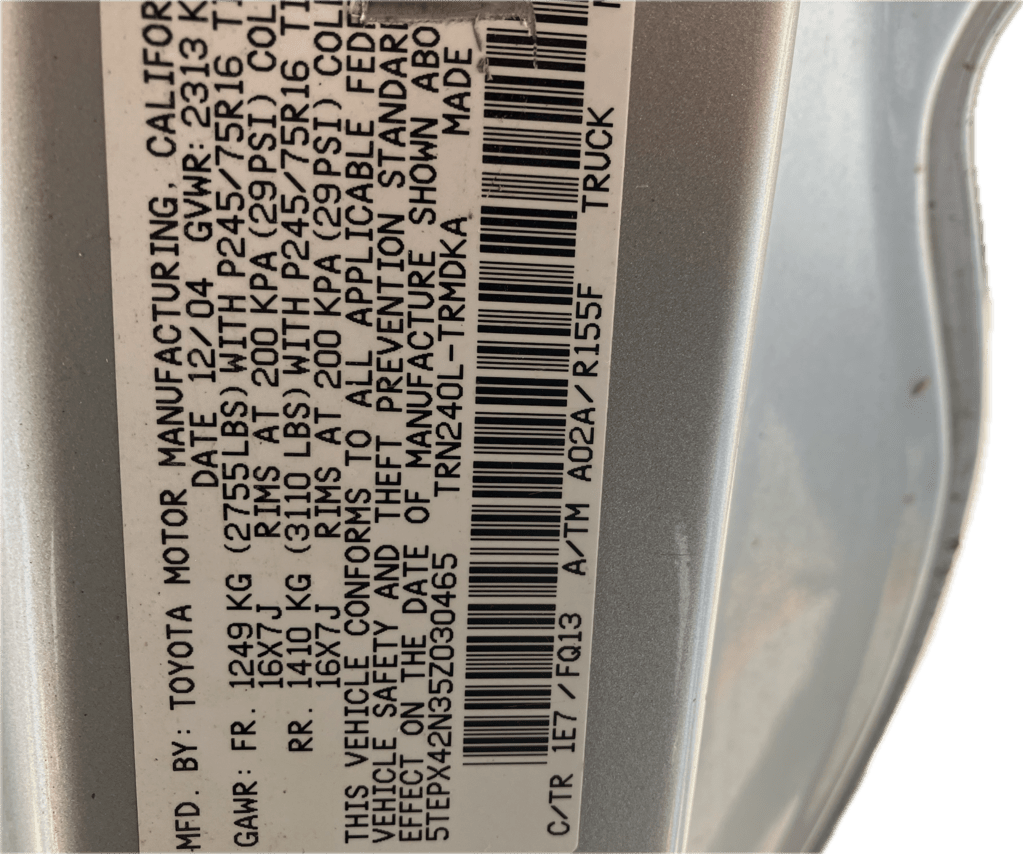 MFD. BY: TOYOTA MOTOR MANUFACTURING, CALIFOR
DATE 12/04 GVWR: 2313 K
GAWR: FR. 1249 KG (2755LBS) WITH P245/75R16 TI
16X7J RIMS AT 200 KPA (29PSI) COL
RR. 1410 KG (3110 LBS) WITH P245/75R16 TI
16X7J RIMS AT 200 KPA (29PSI) COL
THIS VEHICLE CONFORMS TO ALL APPLICABLE FEDE
VEHICLE SAFETY AND THEFT PREVENTION STANDAR
EFFECT ON THE DATE OF MANUFACTURE SHOWN ABO
5TEPX42N35Z030465 TRN240L-TRMDKA MADE
C/TR 1E7/FQ13 A/TM A02A/R155F TRUCK